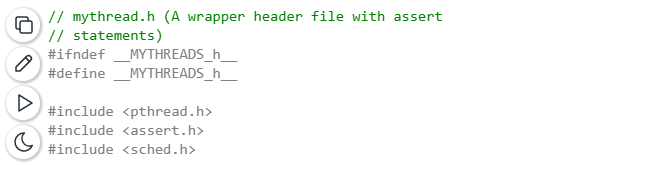 // mythread.h (A wrapper header file with assert
// statements)
#ifndef __MYTHREADS_h__
#define __MYTHREADS_h__
#include <pthread.h>
#include <assert.h>
#include <sched.h>